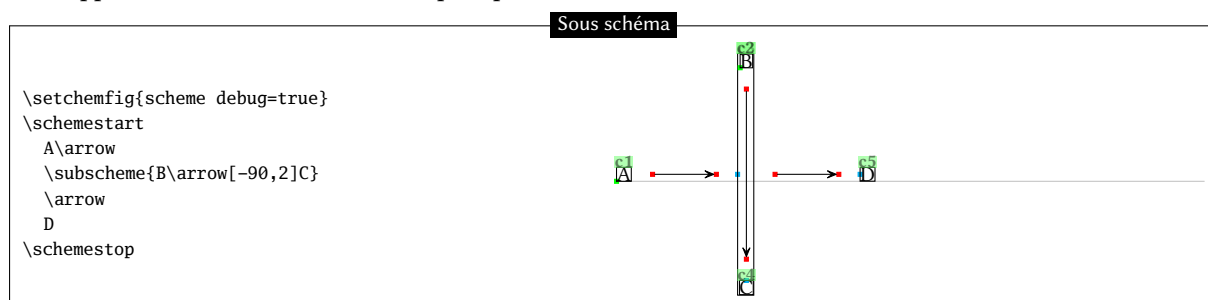 Sous schéma
\setchemfig{scheme debug=true}
\schemestart
A\arrow
\subscheme{B\arrow[-90,2]C}
\arrow
D
\schemestop
c2
B
c1
A
c5
D
c4
C